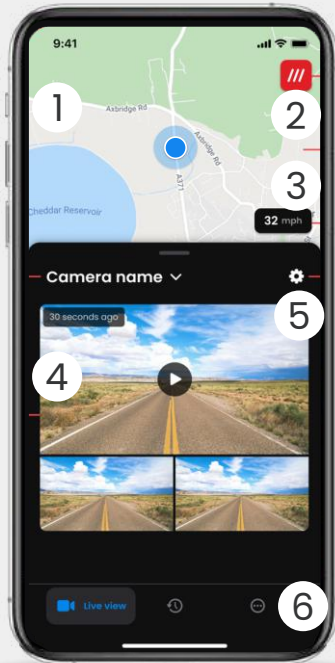 9:41
Axbridge Rd
1
2
Axbridge Rd
A371
3
Cheddar Reservoir
32 mph
Camera name
5
30 seconds ago
4
Live view
6